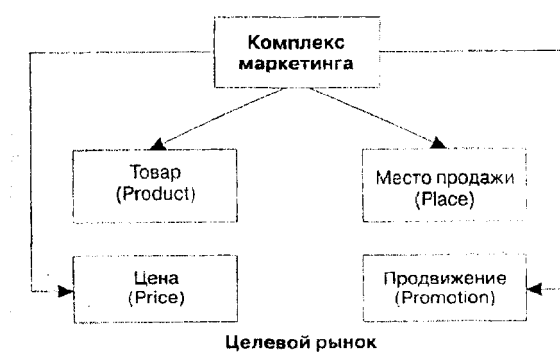 Комплекс
маркетинга
Товар
(Product)
Место продажи
(Place)
Цена
(Price)
Продвижение
(Promotion)
Целевой рынок